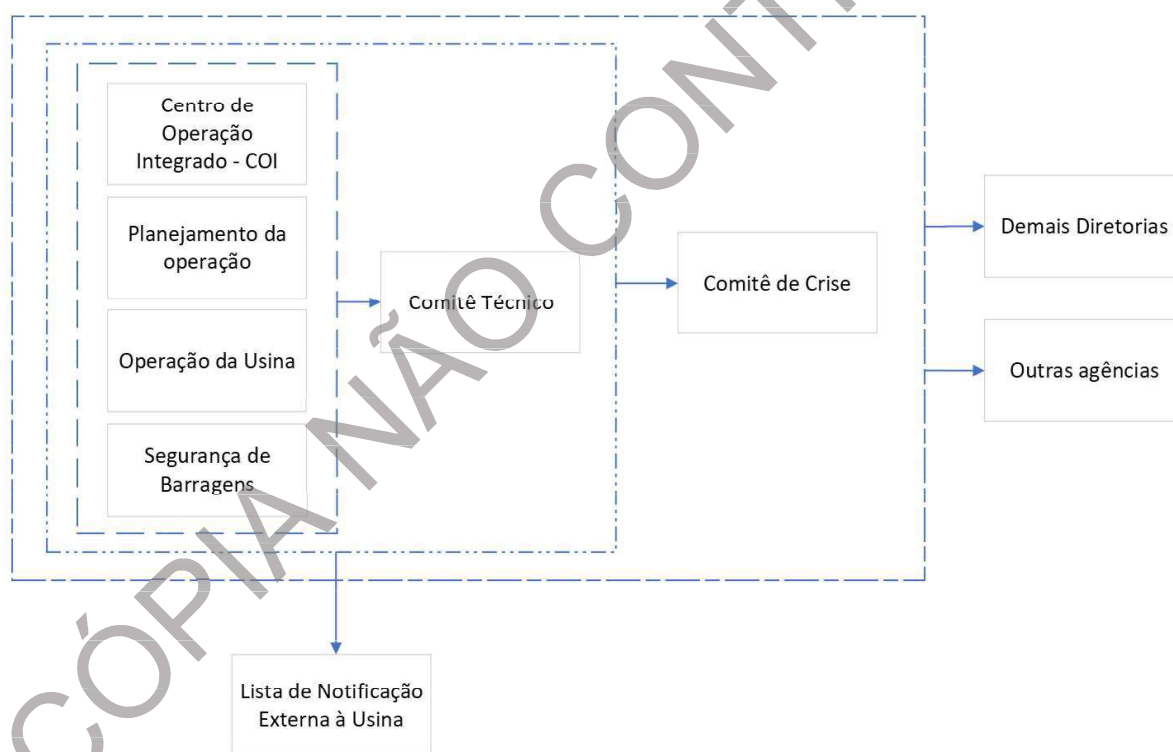 Centro de
Operação
Integrado - COI
Planejamento da
operação
Operação da Usina
Segurança de
Barragens
Comitê Técnico
Comitê de Crise
Demais Diretorias
Outras agências
Lista de Notificação
Externa à Usina
CÓPIA NÃO CONT